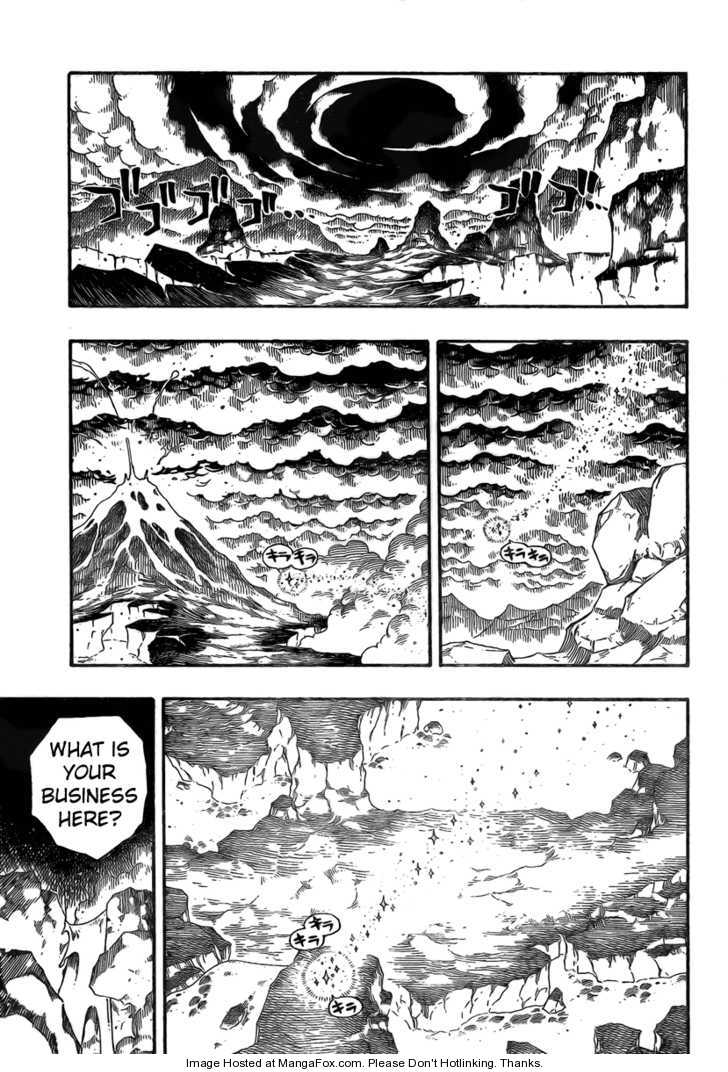 ゴゴゴゴ…
ゴゴ…
キラキラ
キラキラ
キラ
キラ
キラ
WHAT IS
YOUR
BUSINESS
HERE?
Image Hosted at MangaFox.com. Please Don't Hotlinking. Thanks.